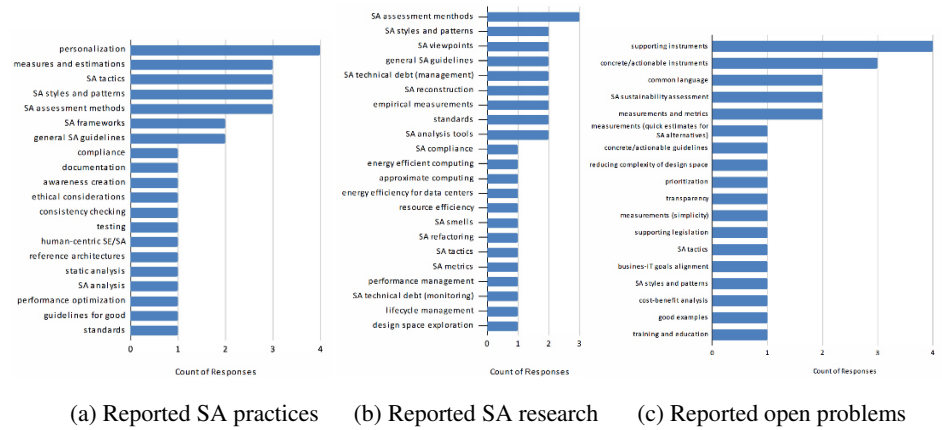 personalization
measures and estimations
SA tactics
SA styles and patterns
SA assessment methods
SA frameworks
general SA guidelines
compliance
documentation
awareness creation
ethical considerations
consistency checking
testing
human-centric SE/SA
reference architectures
static analysis
SA analysis
performance optimization
guidelines for good
standards
0 1 2 3 4
Count of Responses
(a) Reported SA practices
SA assessment menthods
SA styles and patterns
SA viewpoints
general SA guidelines
SA technical debt (management)
SA reconstruction
empirical measurements
standards
SA analysis tools
SA compliance
energy efficient computing
approximate computing
energy efficiency for data centers
resource efficiency
SA smells
SA refactoring
SA tactics
SA metrics
performance management
SA technical debt (monitoring)
lifecycle management
design space exploration
0 1 2 3
Count of Responses
(b) Reported SA research
supporting instruments
concrete/actionable instruments
common language
SA sustainability assessment
measurements and metrics
measurements (quick estimates for
SA alternatives)
concrete/actionable guidelines
reducing complexity of design space
prioritization
transparency
measurements (simplicity)
supporting legislation
SA tactics
busines-IT goals alignment
SA styles and patterns
cost-benefit analysis
good examples
training and education
0 1 2 3 4
Count of Responses
(c) Reported open problems